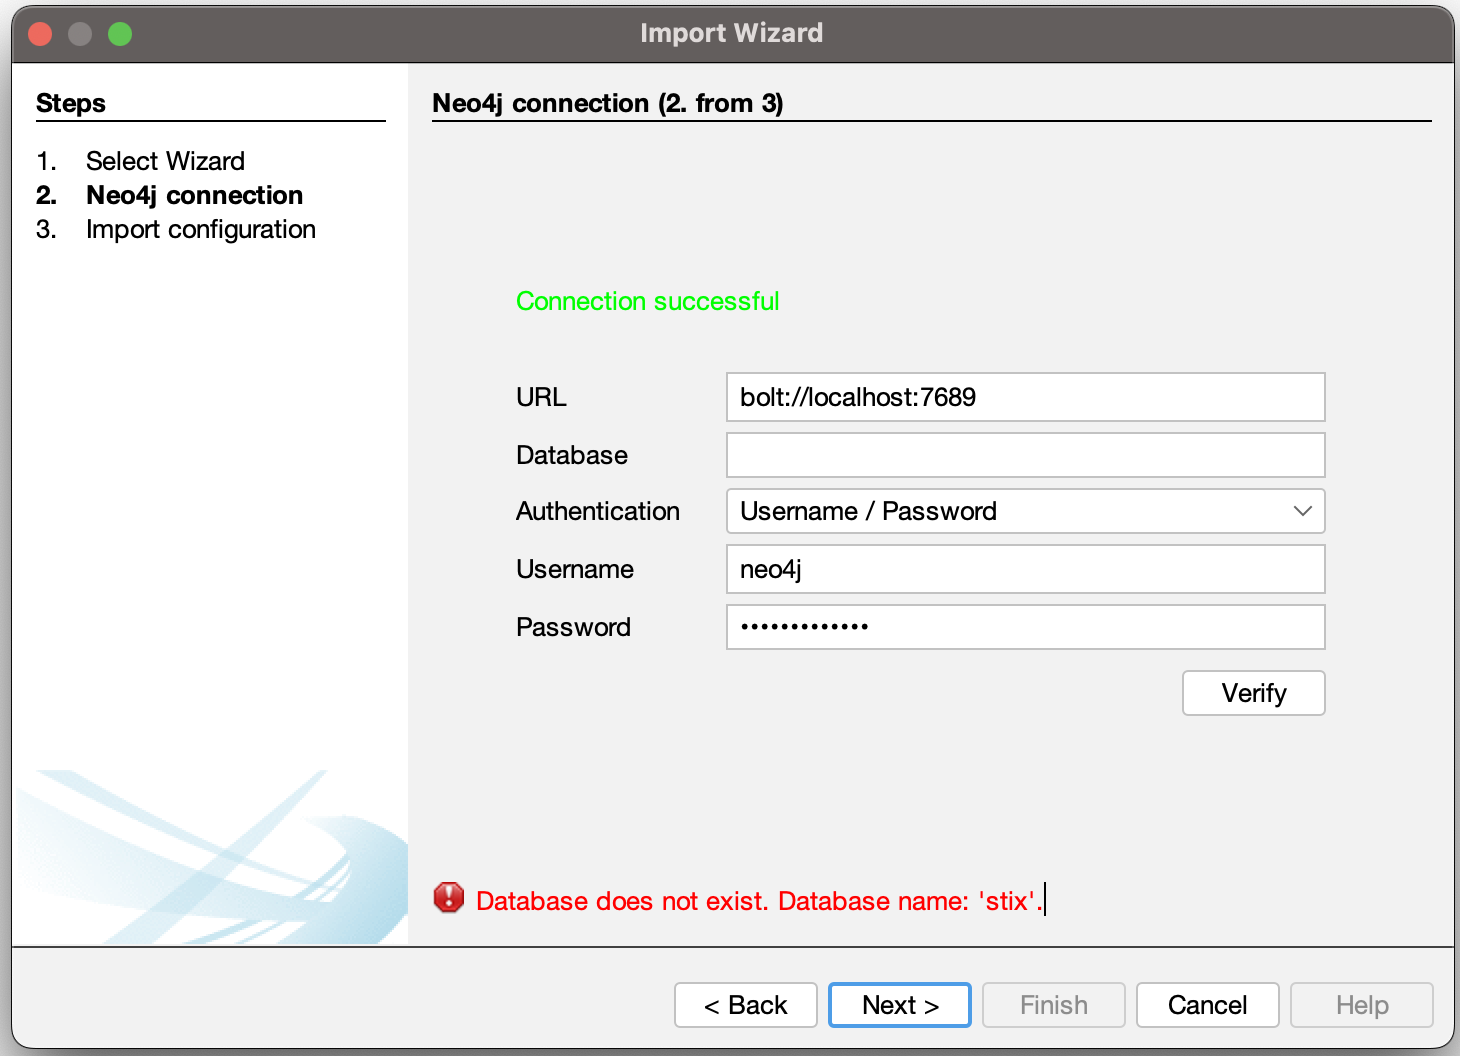 Import Wizard
Steps
1. Select Wizard
2. Neo4j connection
3. Import configuration
Neo4j connection (2. from 3)
Connection successful
URL bolt://localhost:7689
Database
Authentication Username / Password
Username neo4j
Password •••••••••••••
Verify
Database does not exist. Database name: 'stix'.
< Back Next > Finish Cancel Help